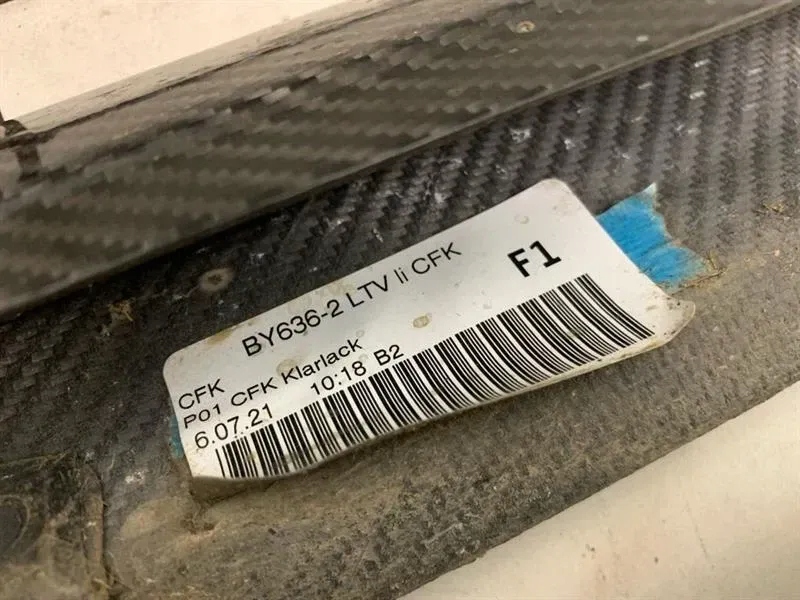 BY636-2 LTV li CFK
F1
CFK
P01 CFK Klarlack
6.07.21 10:18 B2